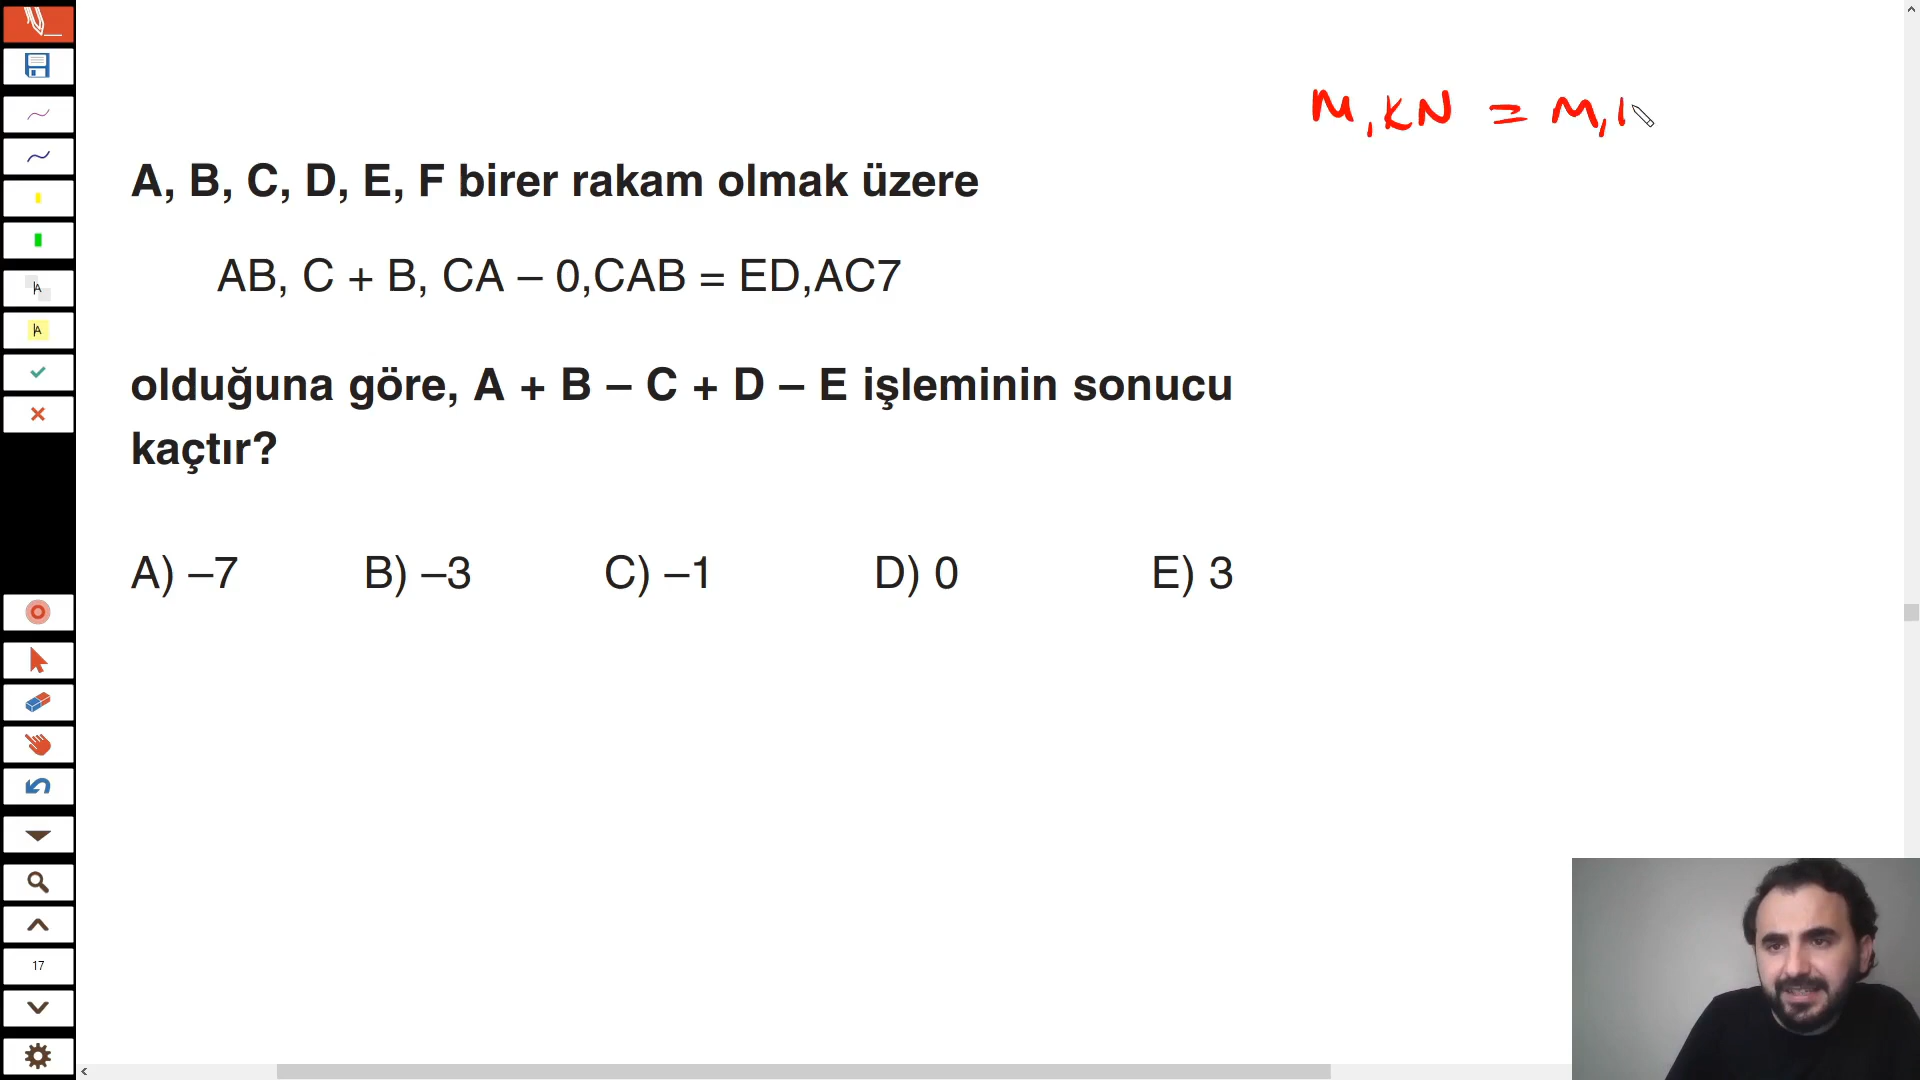 M,KN = M,
A, B, C, D, E, F birer rakam olmak üzere
AB, C + B, CA – 0,CAB = ED,AC7
olduğuna göre, A + B – C + D – E işleminin sonucu
kaçtır?
A) –7 B) –3 C) –1 D) 0 E) 3
A
A
17